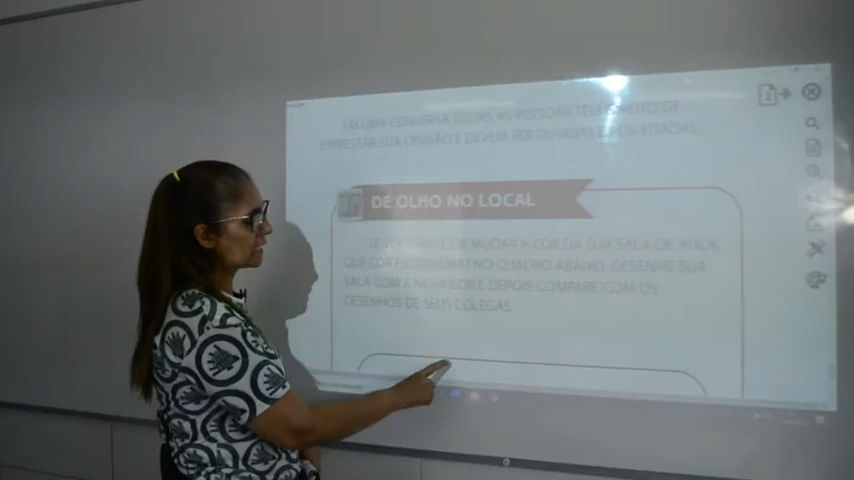 EM UMA CONVERSA TODAS AS PESSOAS TÊM DIREITO DE
EXPRESSAR SUA OPINIÃO E DEVEM SER OUVIDAS E RESPEITADAS.
DE OLHO NO LOCAL
SE VOCÊ PUDESSE MUDAR A COR DA SUA SALA DE AULA,
QUE COR ESCOLHERIA? NO QUADRO ABAIXO, DESENHE SUA
SALA COM A NOVA COR E DEPOIS COMPARE COM OS
DESENHOS DE SEUS COLEGAS.